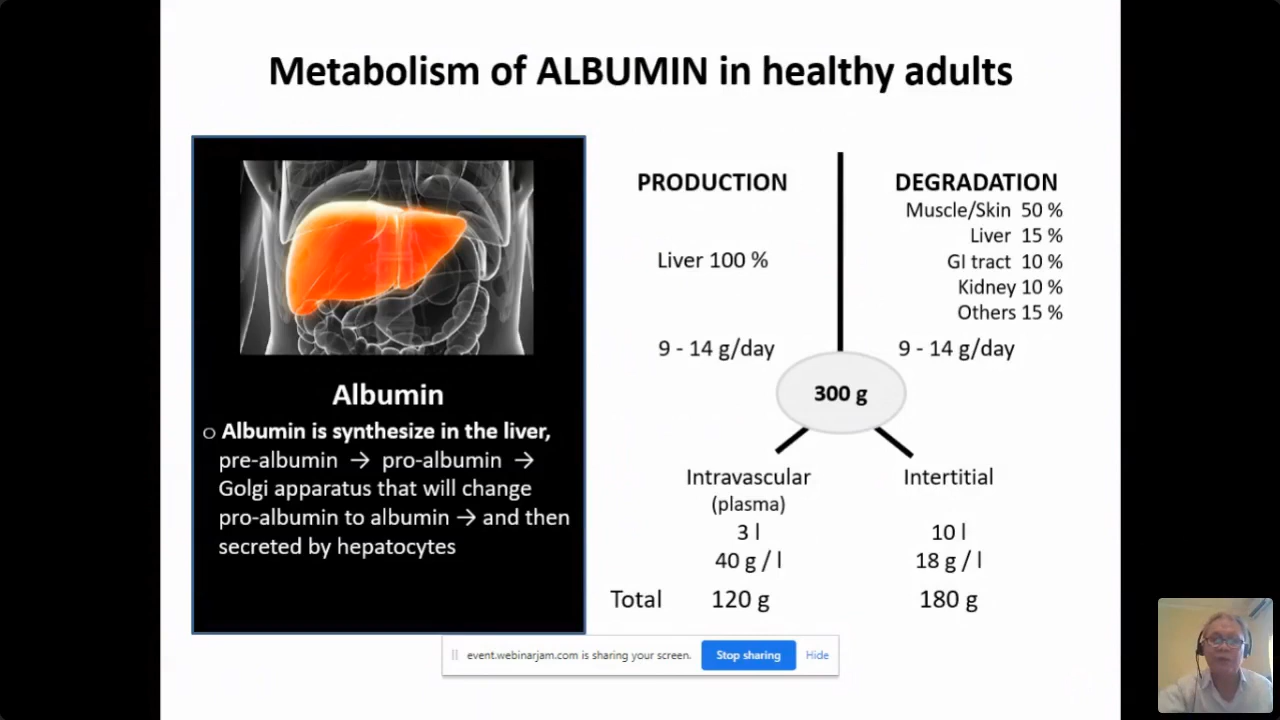 Metabolism of ALBUMIN in healthy adults
Albumin
o Albumin is synthesize in the liver,
pre-albumin → pro-albumin →
Golgi apparatus that will change
pro-albumin to albumin → and then
secreted by hepatocytes
PRODUCTION
Liver 100 %
9 - 14 g/day
DEGRADATION
Muscle/Skin 50 %
Liver 15 %
GI tract 10 %
Kidney 10 %
Others 15 %
9 - 14 g/day
300 g
Intravascular
(plasma)
3 l
40 g / l
Intertitial
10 l
18 g / l
Total 120 g 180 g
event.webinarjam.com is sharing your screen. Stop sharing Hide